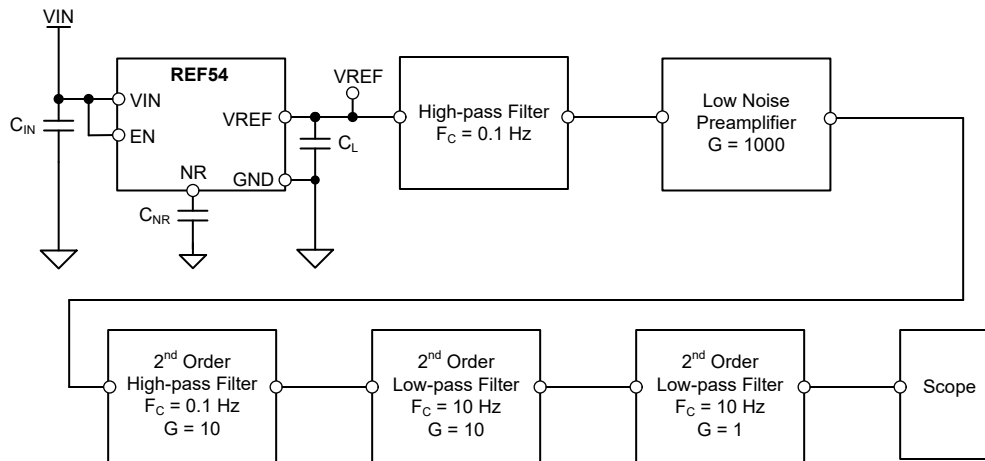 VIN
REF54
VIN
EN
VREF
GND
NR
C_IN
C_NR
C_L
VREF
High-pass Filter
F_C = 0.1 Hz
Low Noise
Preamplifier
G = 1000
2^nd Order
High-pass Filter
F_C = 0.1 Hz
G = 10
2^nd Order
Low-pass Filter
F_C = 10 Hz
G = 10
2^nd Order
Low-pass Filter
F_C = 10 Hz
G = 1
Scope